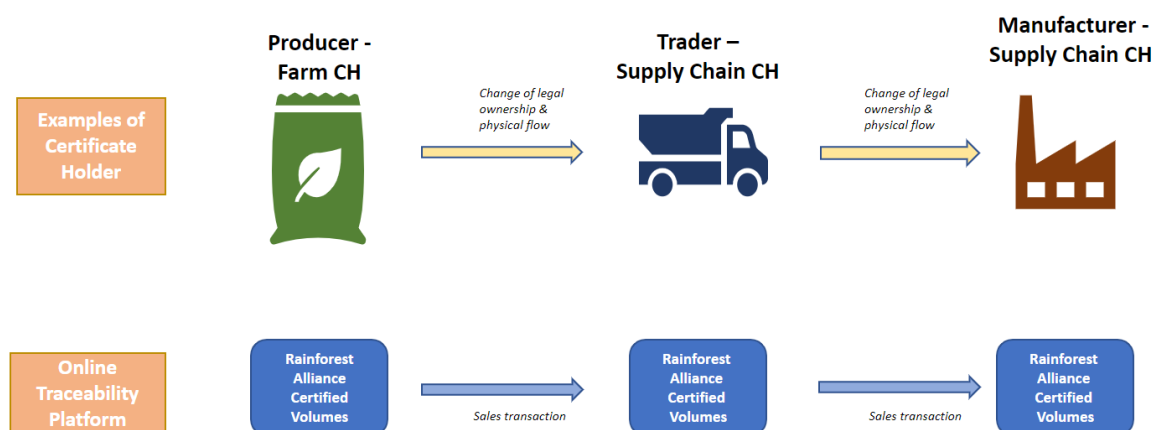 Producer -
Farm CH
Trader –
Supply Chain CH
Manufacturer -
Supply Chain CH
Examples of
Certificate
Holder
Change of legal
ownership &
physical flow
Change of legal
ownership &
physical flow
Online
Traceability
Platform
Rainforest
Alliance
Certified
Volumes
Sales transaction
Rainforest
Alliance
Certified
Volumes
Sales transaction
Rainforest
Alliance
Certified
Volumes